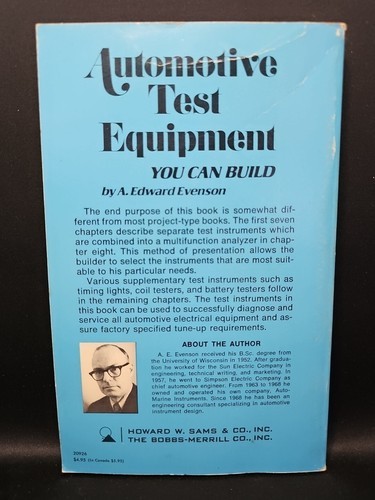 Automotive
Test
Equipment
YOU CAN BUILD
by A. Edward Evenson
The end purpose of this book is somewhat dif-
ferent from most project-type books. The first seven
chapters describe separate test instruments which
are combined into a multifunction analyzer in chap-
ter eight. This method of presentation allows the
builder to select the instruments that are most suit-
able to his particular needs.
Various supplementary test instruments such as
timing lights, coil testers, and battery testers follow
in the remaining chapters. The test instruments in
this book can be used to successfully diagnose and
service all automotive electrical equipment and as-
sure factory specified tune-up requirements.
ABOUT THE AUTHOR
A. E. Evenson received his B.Sc. degree from
the University of Wisconsin in 1952. After gradua-
tion he worked for the Sun Electric Company in
engineering, technical writing, and marketing. In
1957, he went to Simpson Electric Company as
chief automotive engineer. From 1963 to 1968 he
owned and operated his own company, Auto-
Marine Instruments. Since 1968 he has been an
engineering consultant specializing in automotive
instrument design.
HOWARD W. SAMS & CO., INC.
THE BOBBS-MERRILL CO., INC.
20924
$4.95 (In Canada $5.95)